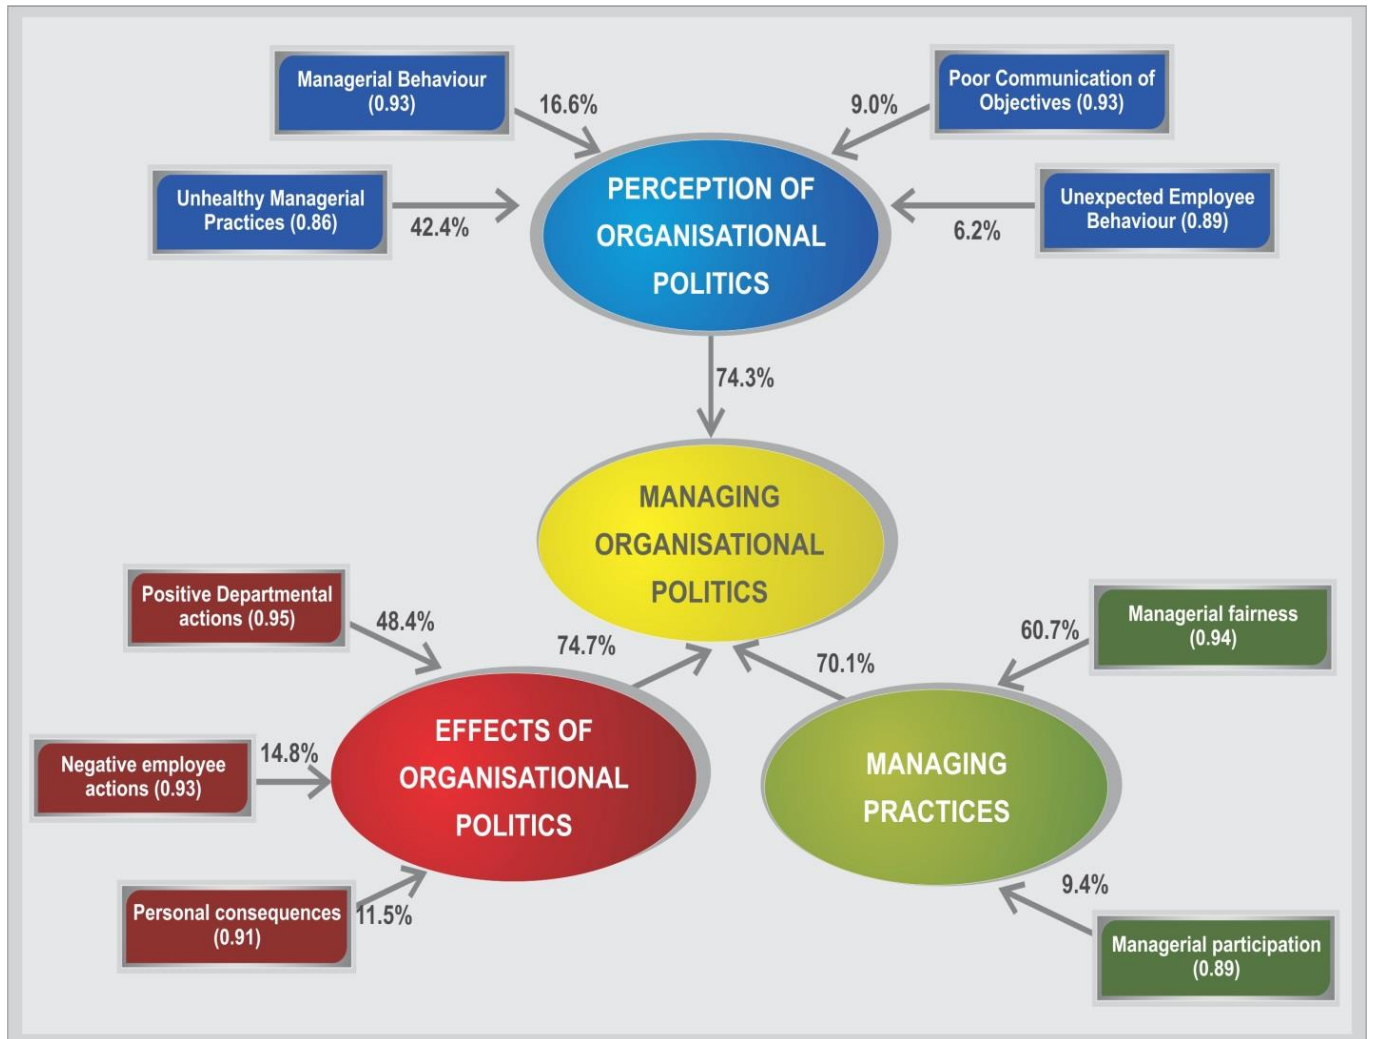 Managerial Behaviour
(0.93)
16.6%
9.0%
Poor Communication of
Objectives (0.93)
Unhealthy Managerial
Practices (0.86)
42.4%
PERCEPTION OF
ORGANISATIONAL
POLITICS
6.2%
Unexpected Employee
Behaviour (0.89)
74.3%
MANAGING
ORGANISATIONAL
POLITICS
Positive Departmental
actions (0.95)
48.4%
74.7%
70.1%
60.7%
Managerial fairness
(0.94)
Negative employee
actions (0.93)
14.8%
EFFECTS OF
ORGANISATIONAL
POLITICS
MANAGING
PRACTICES
Personal consequences
(0.91)
11.5%
9.4%
Managerial participation
(0.89)